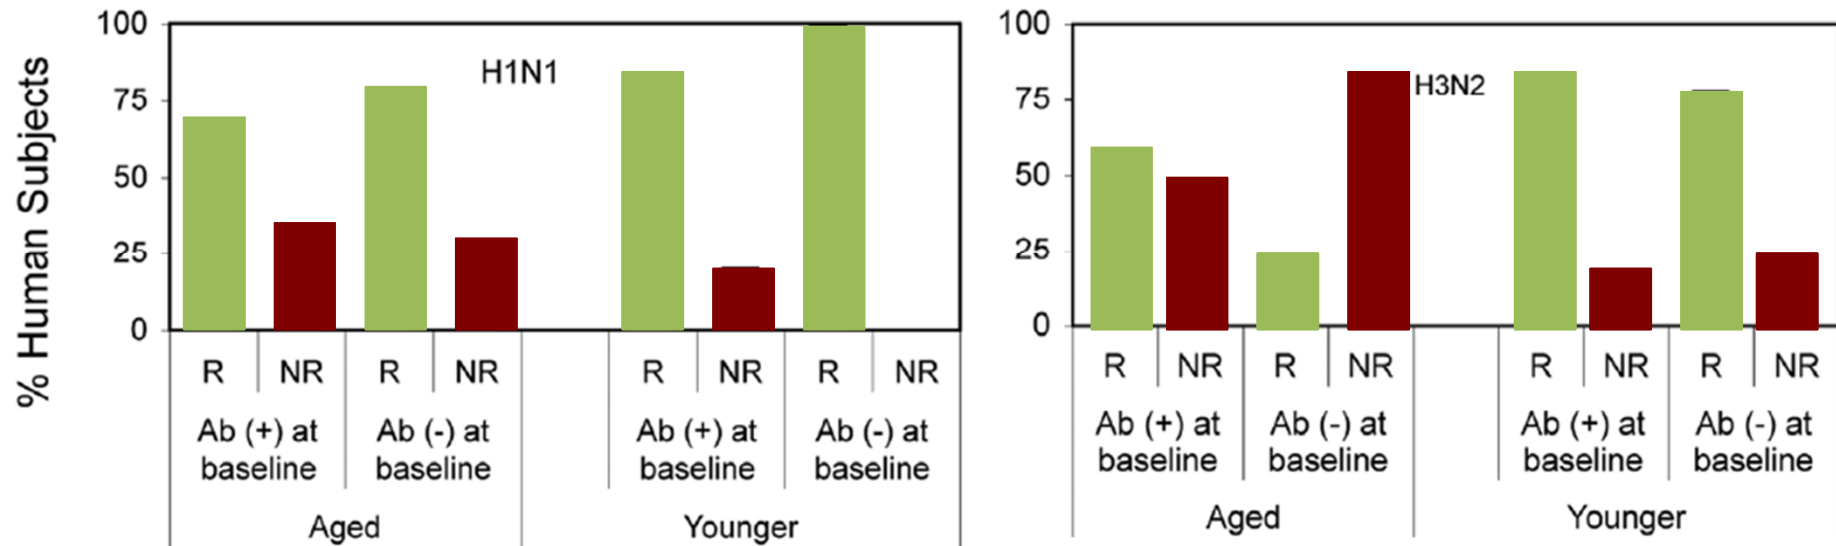 % Human Subjects
100
75
50
25
0
H1N1
R NR R NR R NR R NR
Ab (+) at Ab (-) at Ab (+) at Ab (-) at
baseline baseline baseline baseline
Aged Younger
100
75
50
25
0
H3N2
R NR R NR R NR R NR
Ab (+) at Ab (-) at Ab (+) at Ab (-) at
baseline baseline baseline baseline
Aged Younger